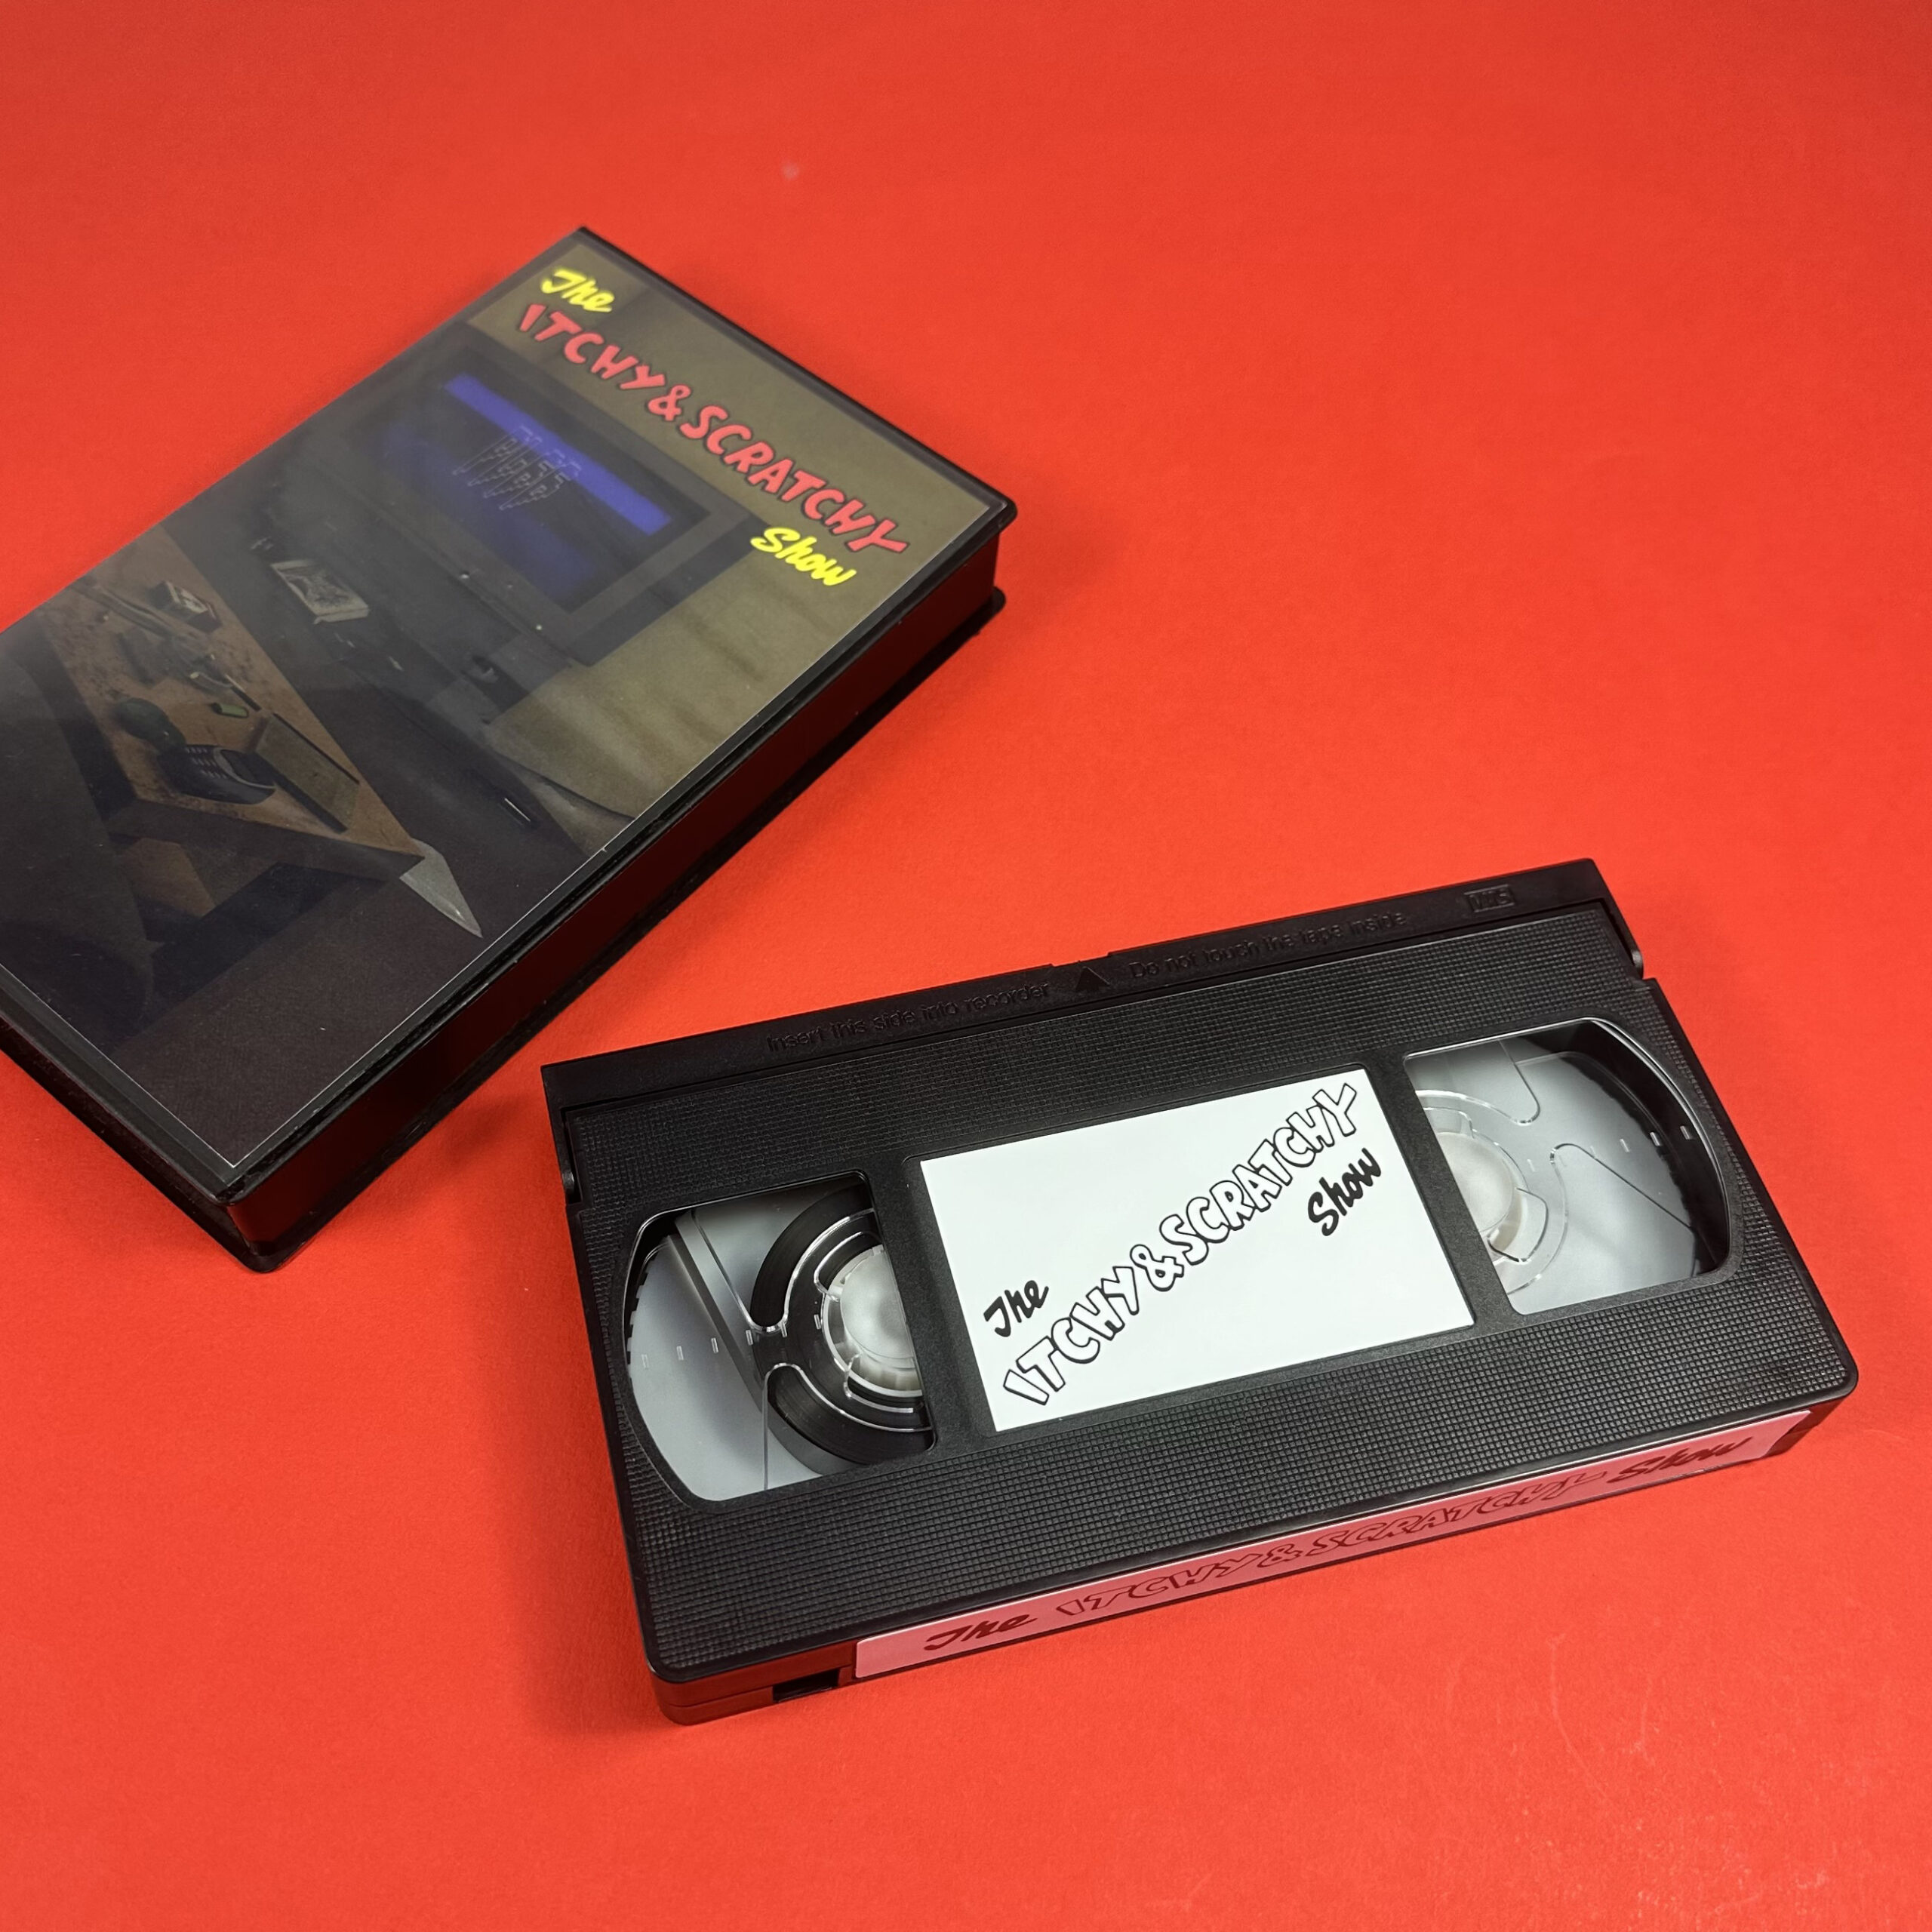 The
ITCHY & SCRATCHY
Show
Insert this side into recorder
Do not touch the tape inside
VHS
The
ITCHY & SCRATCHY
Show
The ITCHY & SCRATCHY Show